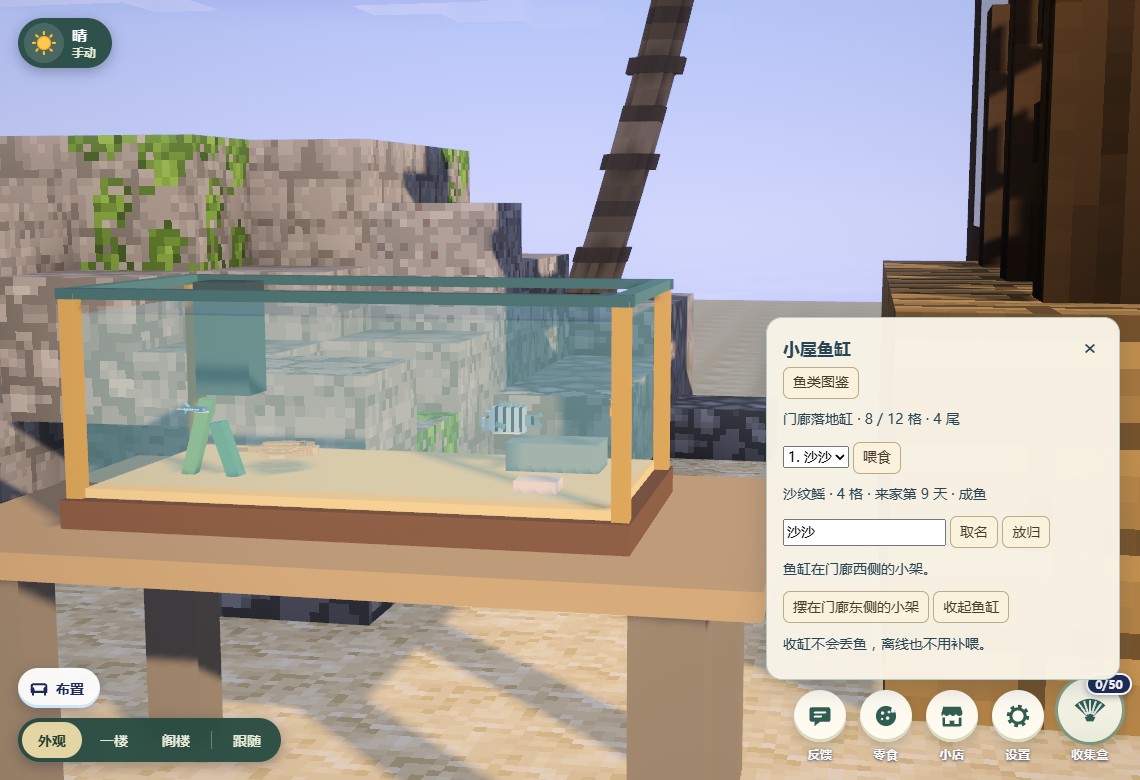 晴
手动
小屋鱼缸
×
鱼类图鉴
门廊落地缸 · 8 / 12 格 · 4 尾
1. 沙沙 喂食
沙纹鳐 · 4 格 · 来家第 9 天 · 成鱼
沙沙 取名 放归
鱼缸在门廊西侧的小架。
摆在门廊东侧的小架 收起鱼缸
收缸不会丢鱼，离线也不用补喂。
布置
0/50
外观 一楼 阁楼 跟随
反馈 零食 小店 设置 收集盒